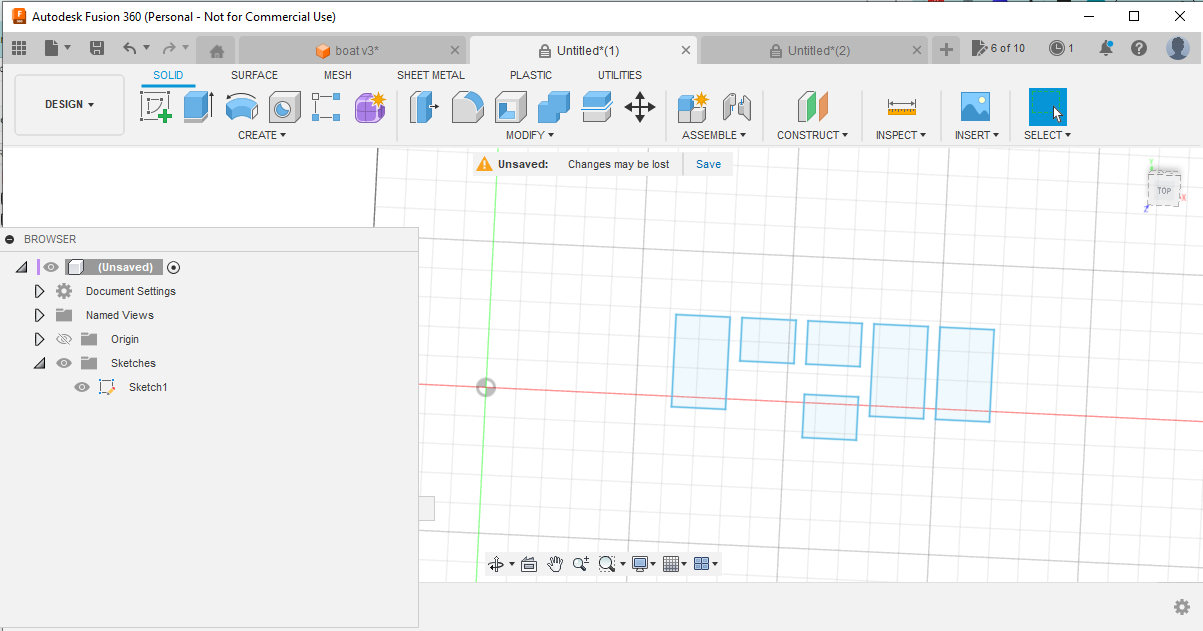 Autodesk Fusion 360 (Personal - Not for Commercial Use)
boat v3*
Untitled*(1)
Untitled*(2)
6 of 10
1
SOLID SURFACE MESH SHEET METAL PLASTIC UTILITIES
DESIGN
CREATE MODIFY ASSEMBLE CONSTRUCT INSPECT INSERT SELECT
Unsaved: Changes may be lost Save
TOP
Y
X
Z
BROWSER
(Unsaved)
Document Settings
Named Views
Origin
Sketches
Sketch1